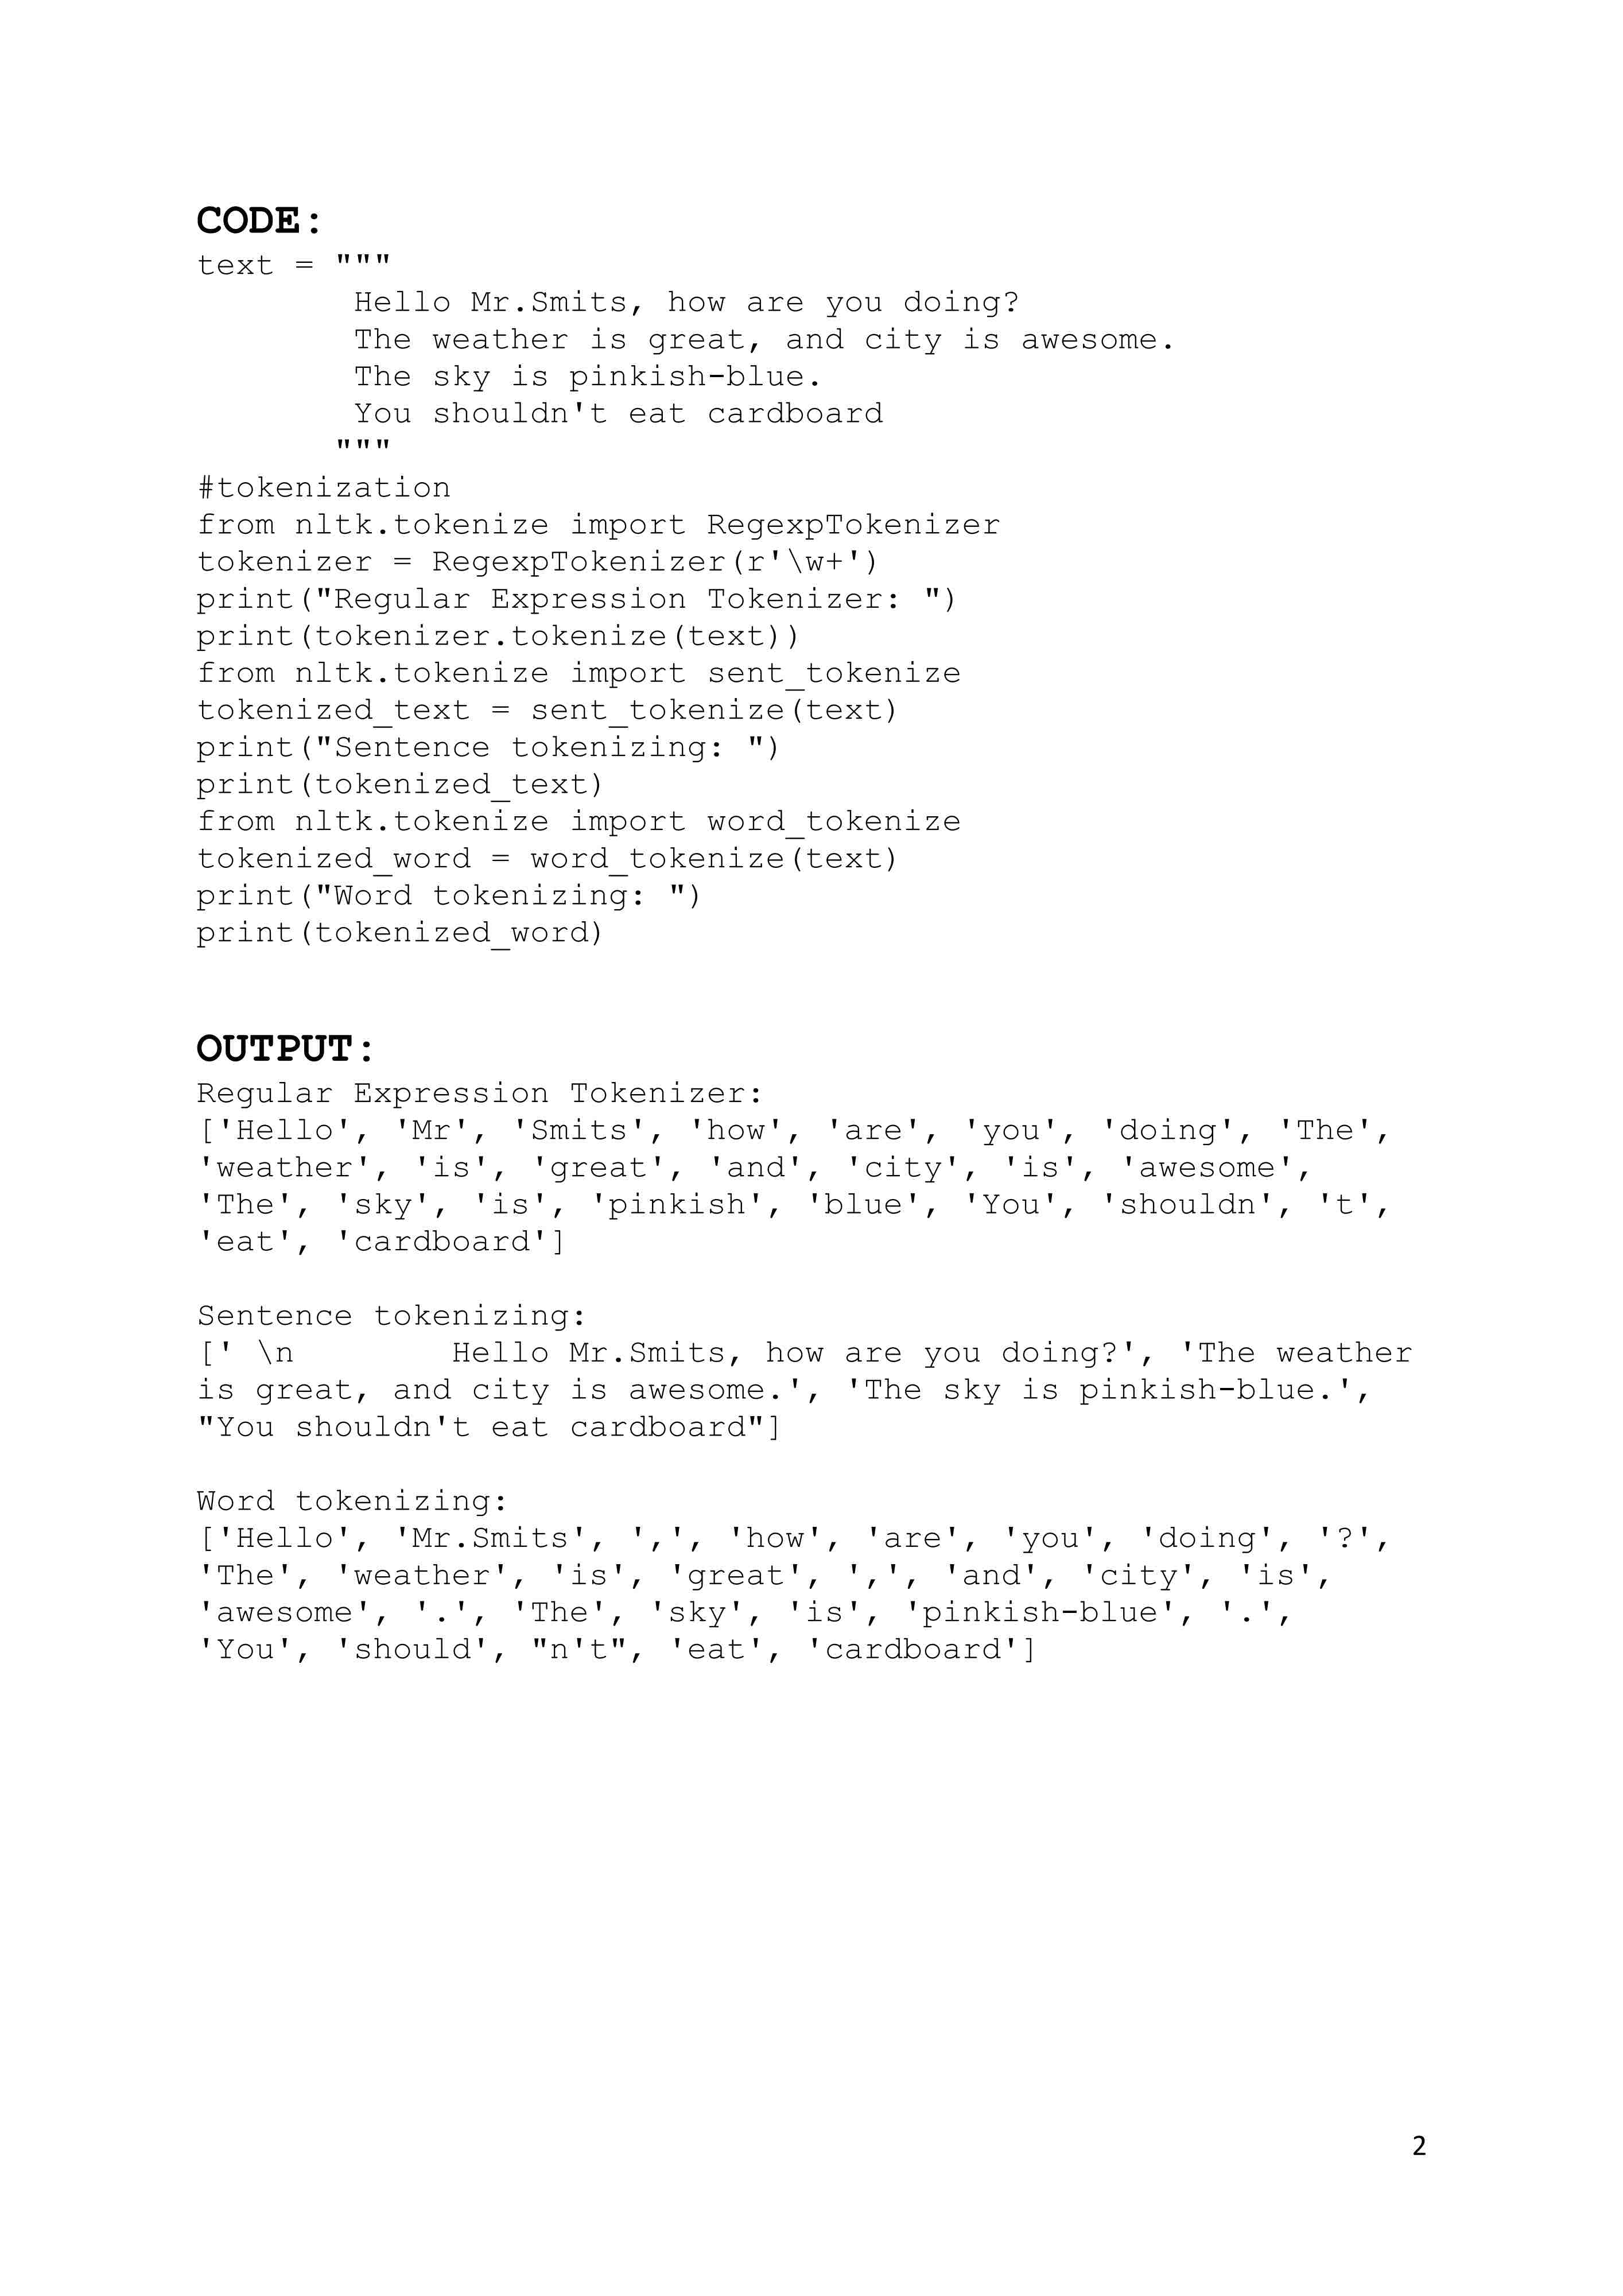 CODE:
text = """
        Hello Mr.Smits, how are you doing?
        The weather is great, and city is awesome.
        The sky is pinkish-blue.
        You shouldn't eat cardboard
       """
#tokenization
from nltk.tokenize import RegexpTokenizer
tokenizer = RegexpTokenizer(r'\w+')
print("Regular Expression Tokenizer: ")
print(tokenizer.tokenize(text))
from nltk.tokenize import sent_tokenize
tokenized_text = sent_tokenize(text)
print("Sentence tokenizing: ")
print(tokenized_text)
from nltk.tokenize import word_tokenize
tokenized_word = word_tokenize(text)
print("Word tokenizing: ")
print(tokenized_word)
OUTPUT:
Regular Expression Tokenizer:
['Hello', 'Mr', 'Smits', 'how', 'are', 'you', 'doing', 'The',
'weather', 'is', 'great', 'and', 'city', 'is', 'awesome',
'The', 'sky', 'is', 'pinkish', 'blue', 'You', 'shouldn', 't',
'eat', 'cardboard']
Sentence tokenizing:
[' \n        Hello Mr.Smits, how are you doing?', 'The weather
is great, and city is awesome.', 'The sky is pinkish-blue.',
"You shouldn't eat cardboard"]
Word tokenizing:
['Hello', 'Mr.Smits', ',', 'how', 'are', 'you', 'doing', '?',
'The', 'weather', 'is', 'great', ',', 'and', 'city', 'is',
'awesome', '.', 'The', 'sky', 'is', 'pinkish-blue', '.',
'You', 'should', "n't", 'eat', 'cardboard']
2